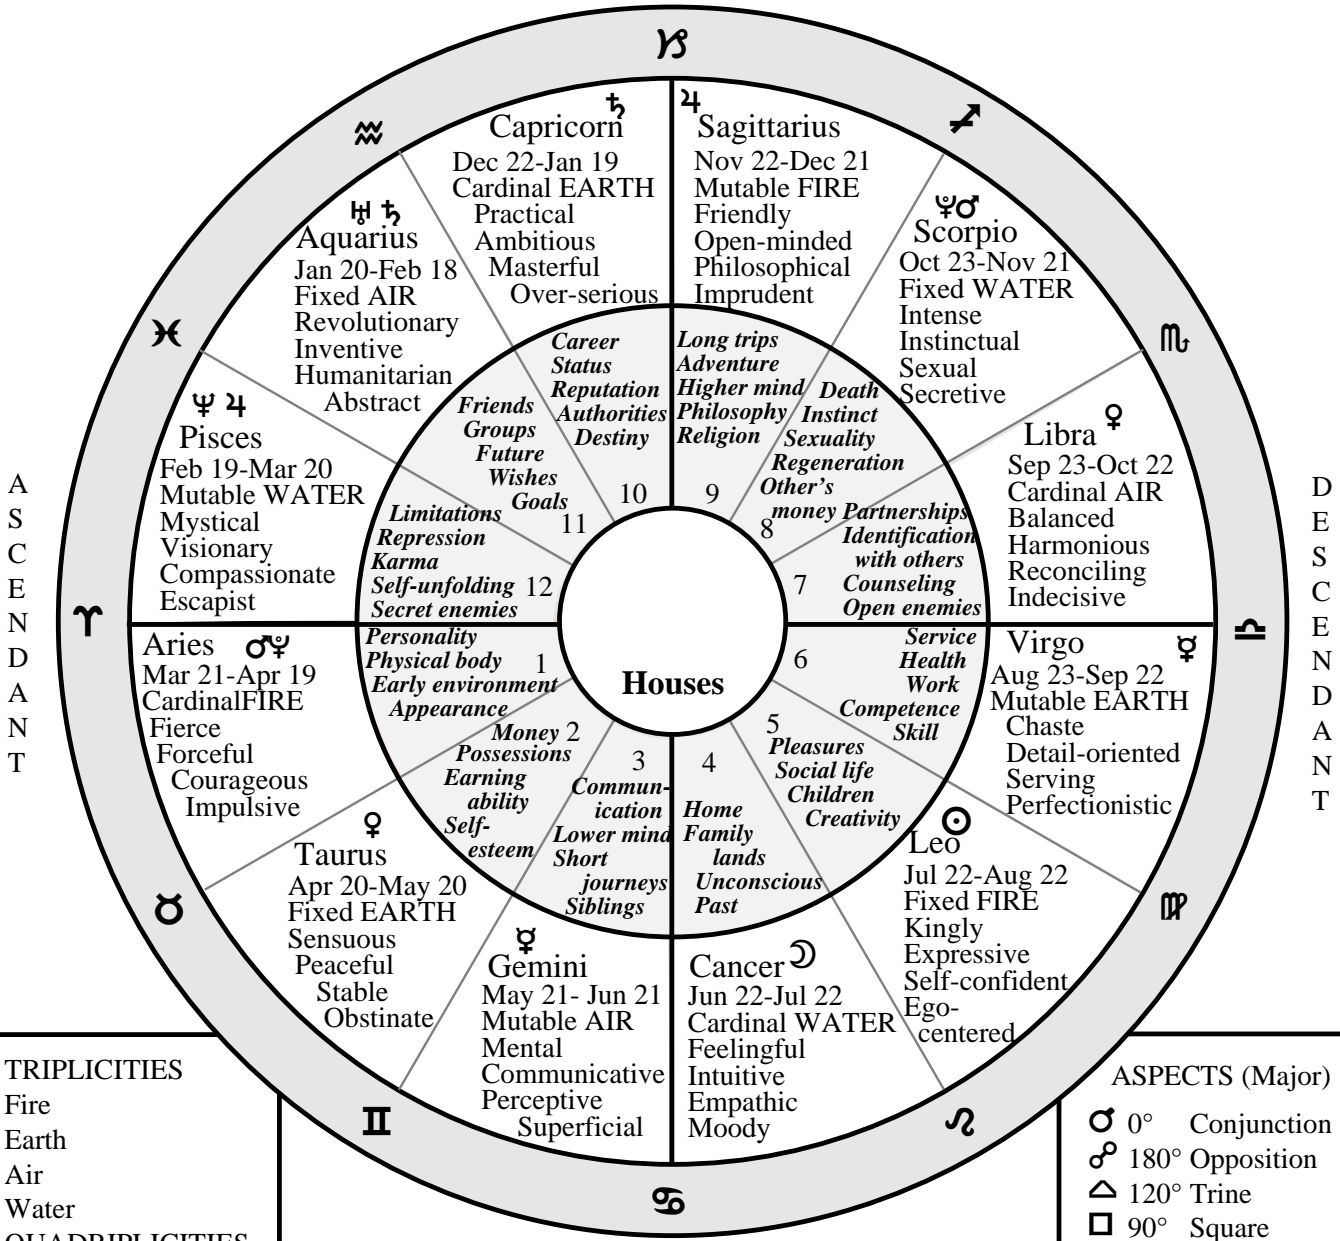 ♑
♐
♏
♎
♍
♌
♋
♊
♉
♈
♓
♒
A
S
C
E
N
D
A
N
T
D
E
S
C
E
N
D
A
N
T
♄
Capricorn
Dec 22-Jan 19
Cardinal EARTH
Practical
Ambitious
Masterful
Over-serious
♃
Sagittarius
Nov 22-Dec 21
Mutable FIRE
Friendly
Open-minded
Philosophical
Imprudent
♂
Scorpio
Oct 23-Nov 21
Fixed WATER
Intense
Instinctual
Sexual
Secretive
Libra ♀
Sep 23-Oct 22
Cardinal AIR
Balanced
Harmonious
Reconciling
Indecisive
Virgo ☿
Aug 23-Sep 22
Mutable EARTH
Chaste
Detail-oriented
Serving
Perfectionistic
☉
Leo
Jul 22-Aug 22
Fixed FIRE
Kingly
Expressive
Self-confident
Ego-
centered
Cancer ☽
Jun 22-Jul 22
Cardinal WATER
Feelingful
Intuitive
Empathic
Moody
☿
Gemini
May 21- Jun 21
Mutable AIR
Mental
Communicative
Perceptive
Superficial
♀
Taurus
Apr 20-May 20
Fixed EARTH
Sensuous
Peaceful
Stable
Obstinate
Aries ♂
Mar 21-Apr 19
CardinalFIRE
Fierce
Forceful
Courageous
Impulsive
♆ ♃
Pisces
Feb 19-Mar 20
Mutable WATER
Mystical
Visionary
Compassionate
Escapist
♅ ♄
Aquarius
Jan 20-Feb 18
Fixed AIR
Revolutionary
Inventive
Humanitarian
Abstract
Career
Status
Reputation
Authorities
Destiny
10
Long trips
Adventure
Higher mind
Philosophy
Religion
9
Death
Instinct
Sexuality
Regeneration
Other's
money
8
Partnerships
Identification
with others
Counseling
Open enemies
7
Service
Health
Work
Competence
Skill
6
5
Pleasures
Social life
Children
Creativity
4
Home
Family
lands
Unconscious
Past
3
Commun-
ication
Lower mind
Short
journeys
Siblings
Money 2
Possessions
Earning
ability
Self-
esteem
Personality
Physical body
Early environment
Appearance
1
Limitations
Repression
Karma
Self-unfolding 12
Secret enemies
Friends
Groups
Future
Wishes
Goals
11
Houses
TRIPLICITIES
Fire
Earth
Air
Water
QUADRIPLICITIES
ASPECTS (Major)
☌ 0° Conjunction
☍ 180° Opposition
△ 120° Trine
□ 90° Square